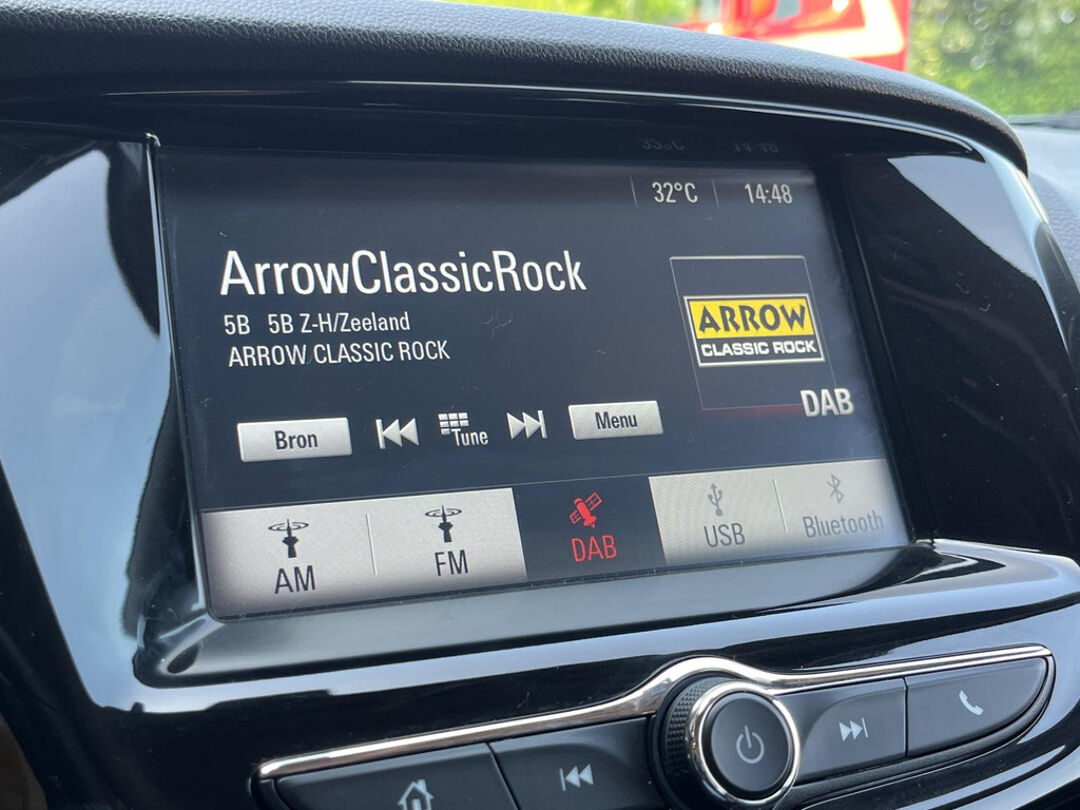 32°C 14:48
ArrowClassicRock
5B 5B Z-H/Zeeland
ARROW CLASSIC ROCK
ARROW
CLASSIC ROCK
DAB
Bron Tune Menu
AM FM DAB USB Bluetooth